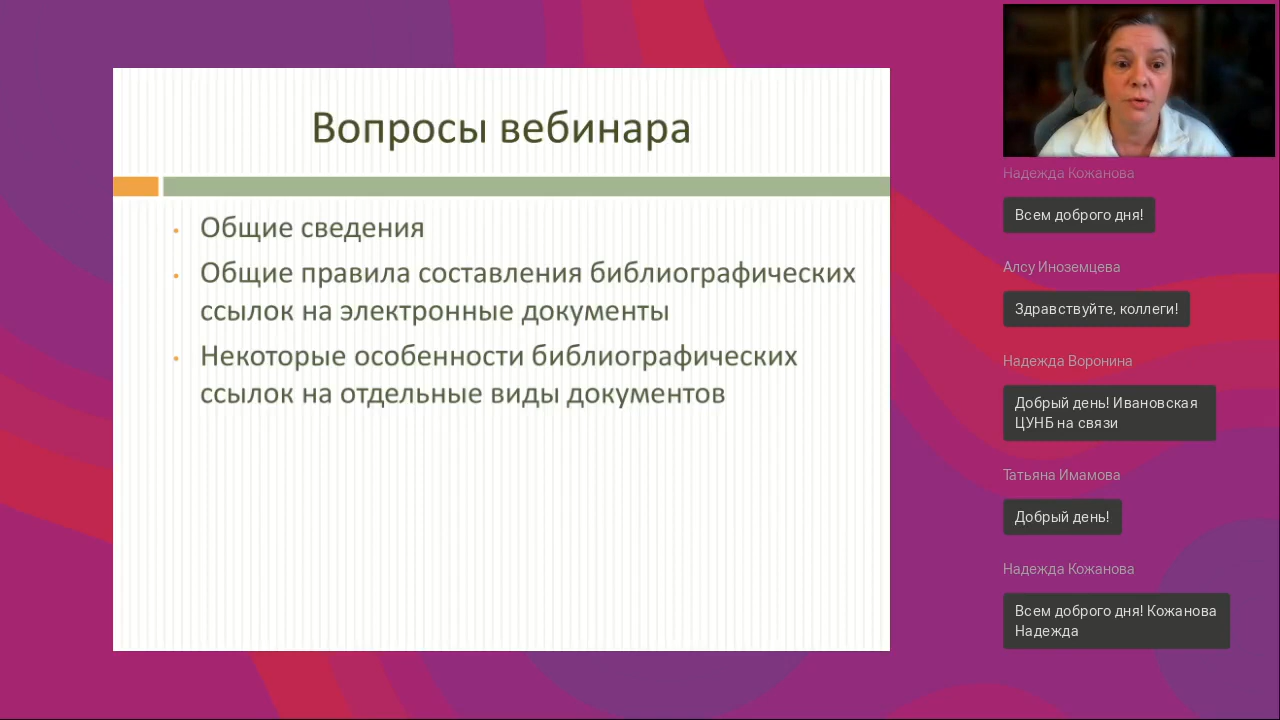 Вопросы вебинара
• Общие сведения
• Общие правила составления библиографических
ссылок на электронные документы
• Некоторые особенности библиографических
ссылок на отдельные виды документов
Надежда Кожанова
Всем доброго дня!
Алсу Иноземцева
Здравствуйте, коллеги!
Надежда Воронина
Добрый день! Ивановская
ЦУНБ на связи
Татьяна Имамова
Добрый день!
Надежда Кожанова
Всем доброго дня! Кожанова
Надежда